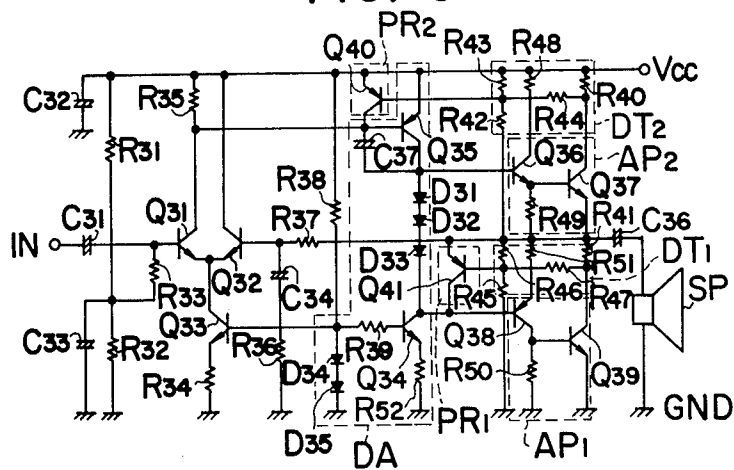 PR2
Q40
R43
R48
VCC
C32
R35
R40
R42
R44
DT2
R31
C37
Q35
Q36
AP2
R38
D31
Q37
C31
Q31
D32
R49
R41
C36
IN
R37
R33
Q32
D33
R51
DT1
C34
Q41
R45
R46
R47
SP
Q33
Q38
C33
R32
R36
D34
R39
Q34
R50
Q39
R34
R52
PR1
GND
D35
DA
AP1